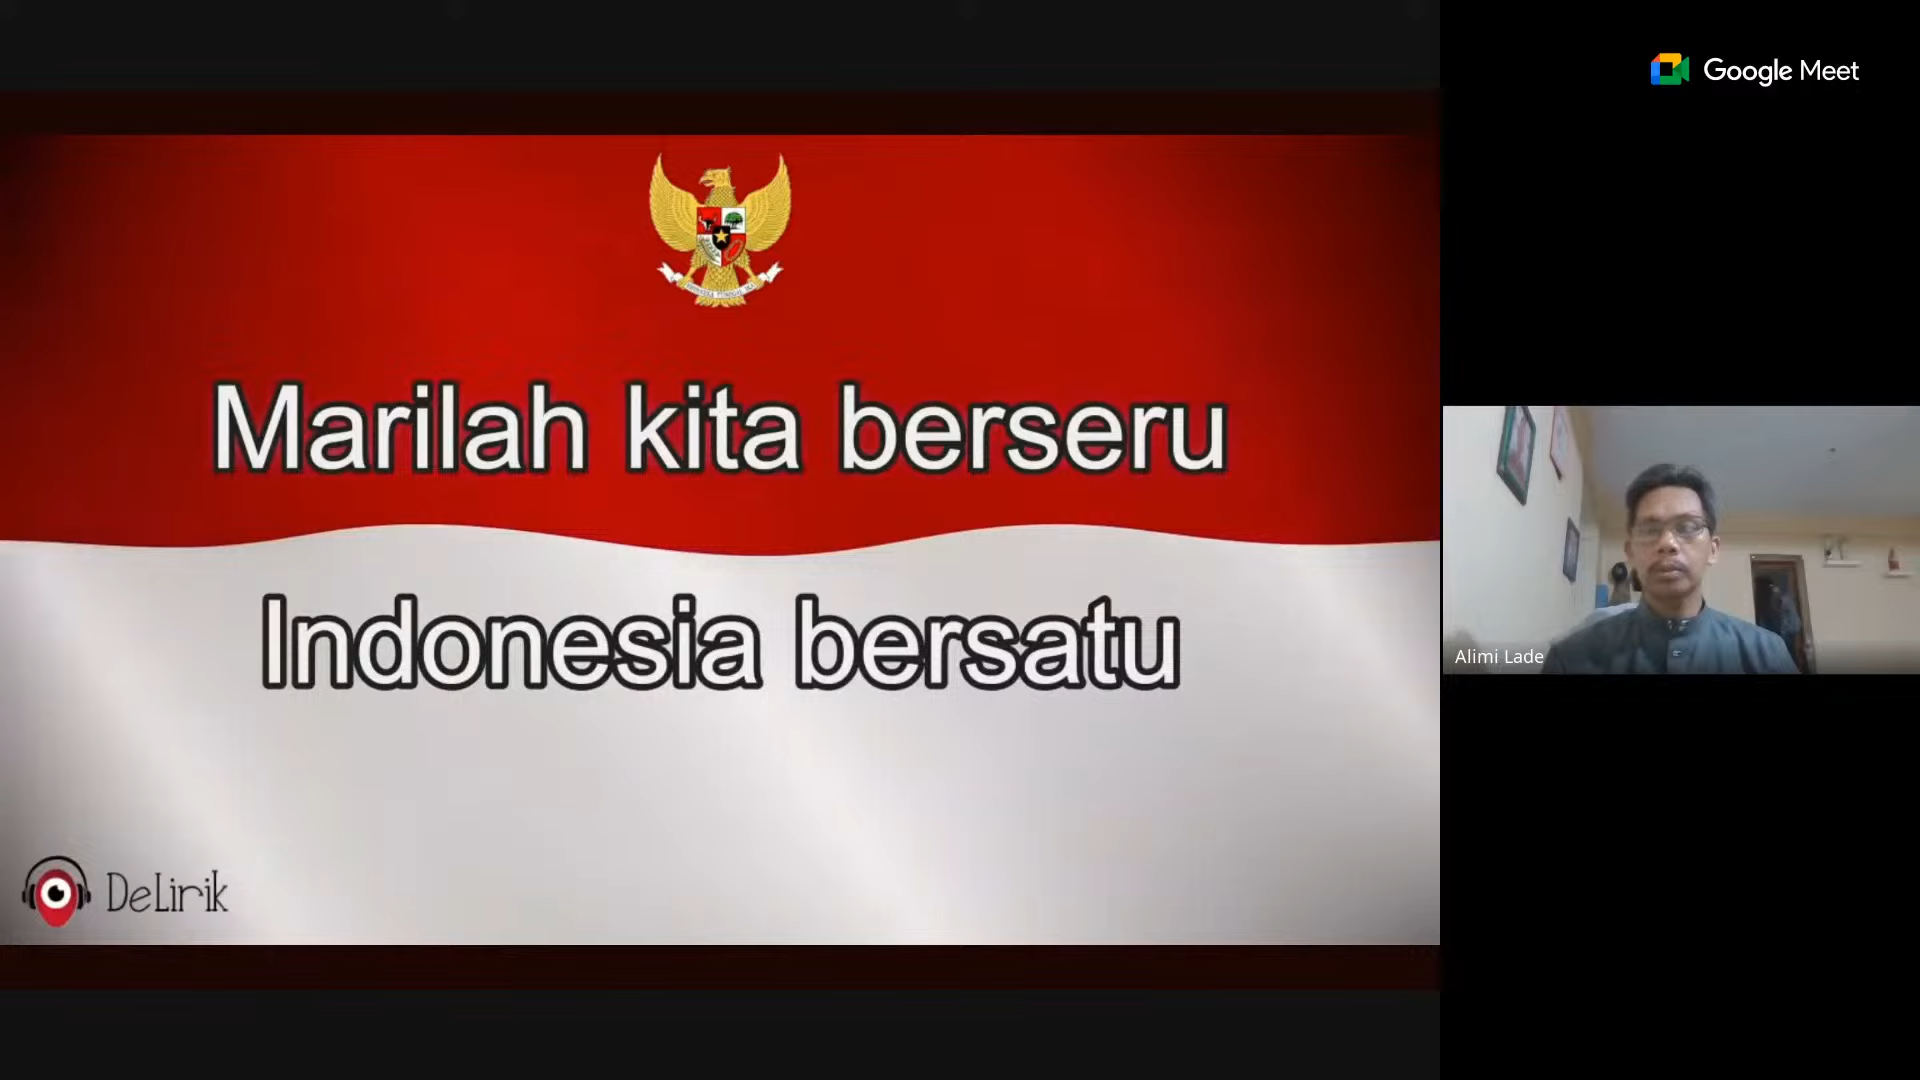 Google Meet
Marilah kita berseru
Indonesia bersatu
Alimi Lade
DeLirik